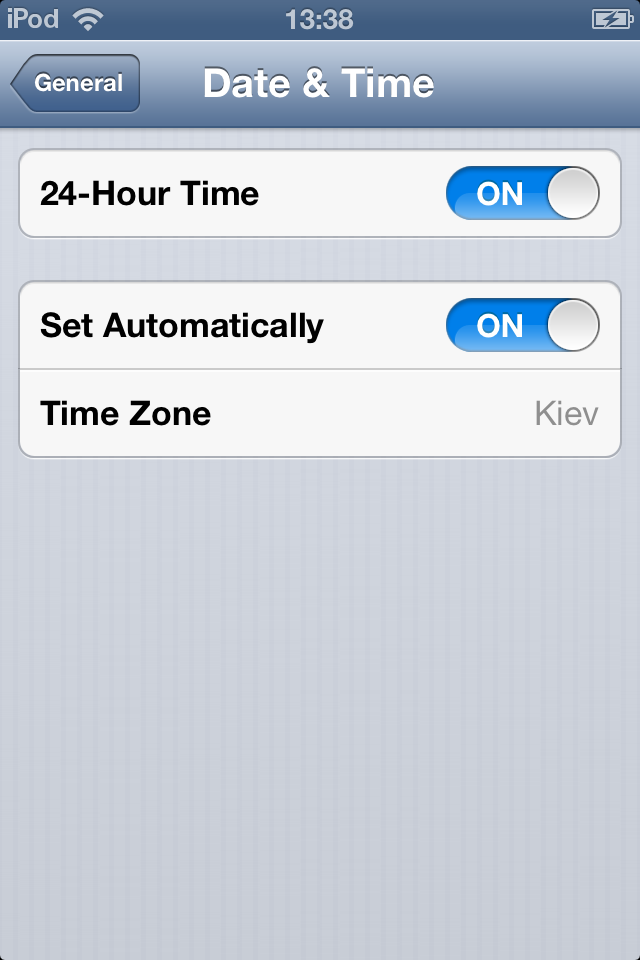 iPod 13:38
General Date & Time
24-Hour Time ON
Set Automatically ON
Time Zone Kiev